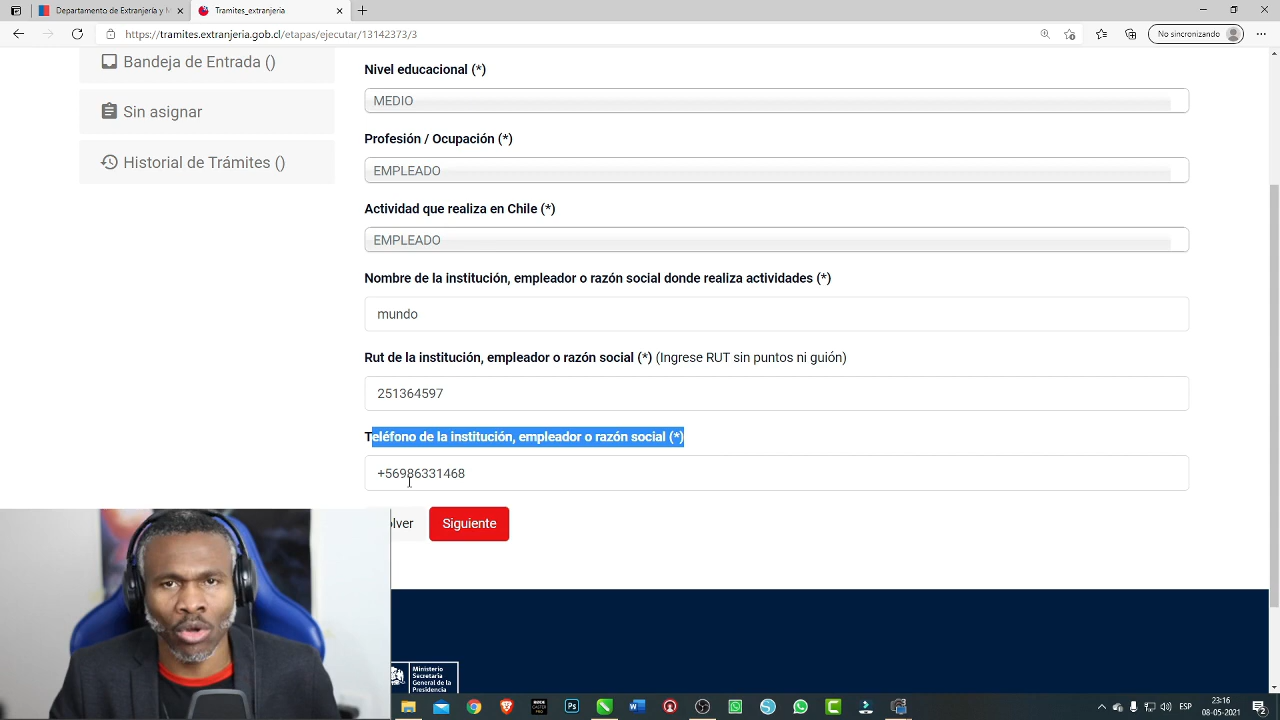 Departamento de Extranjería y M
Tramites_extranjeria
https://tramites.extranjeria.gob.cl/etapas/ejecutar/13142373/3
No sincronizando
Bandeja de Entrada ()
Sin asignar
Historial de Trámites ()
Nivel educacional (*)
MEDIO
Profesión / Ocupación (*)
EMPLEADO
Actividad que realiza en Chile (*)
EMPLEADO
Nombre de la institución, empleador o razón social donde realiza actividades (*)
mundo
Rut de la institución, empleador o razón social (*) (Ingrese RUT sin puntos ni guión)
251364597
Teléfono de la institución, empleador o razón social (*)
+56986331468
olver
Siguiente
Ministerio
Secretaría
General de la
Presidencia
ESP
23:16
08-05-2021